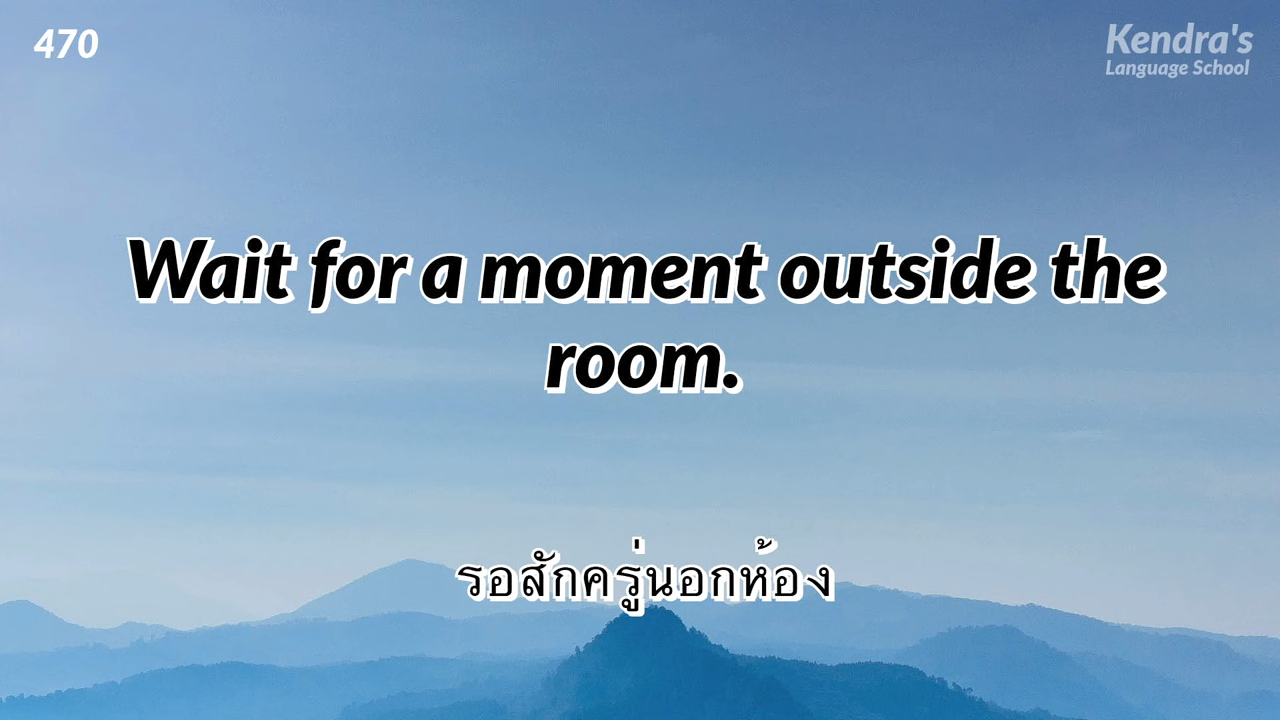 470
Kendra's
Language School
Wait for a moment outside the
room.
รอสักครู่นอกห้อง